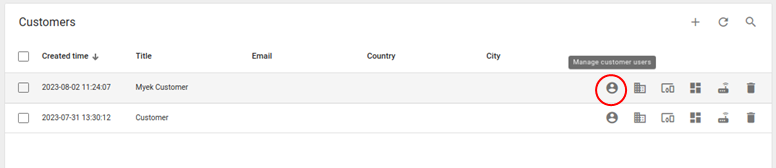 Customers
Created time Title Email Country City
Manage customer users
2023-08-02 11:24:07 Myek Customer
2023-07-31 13:30:12 Customer